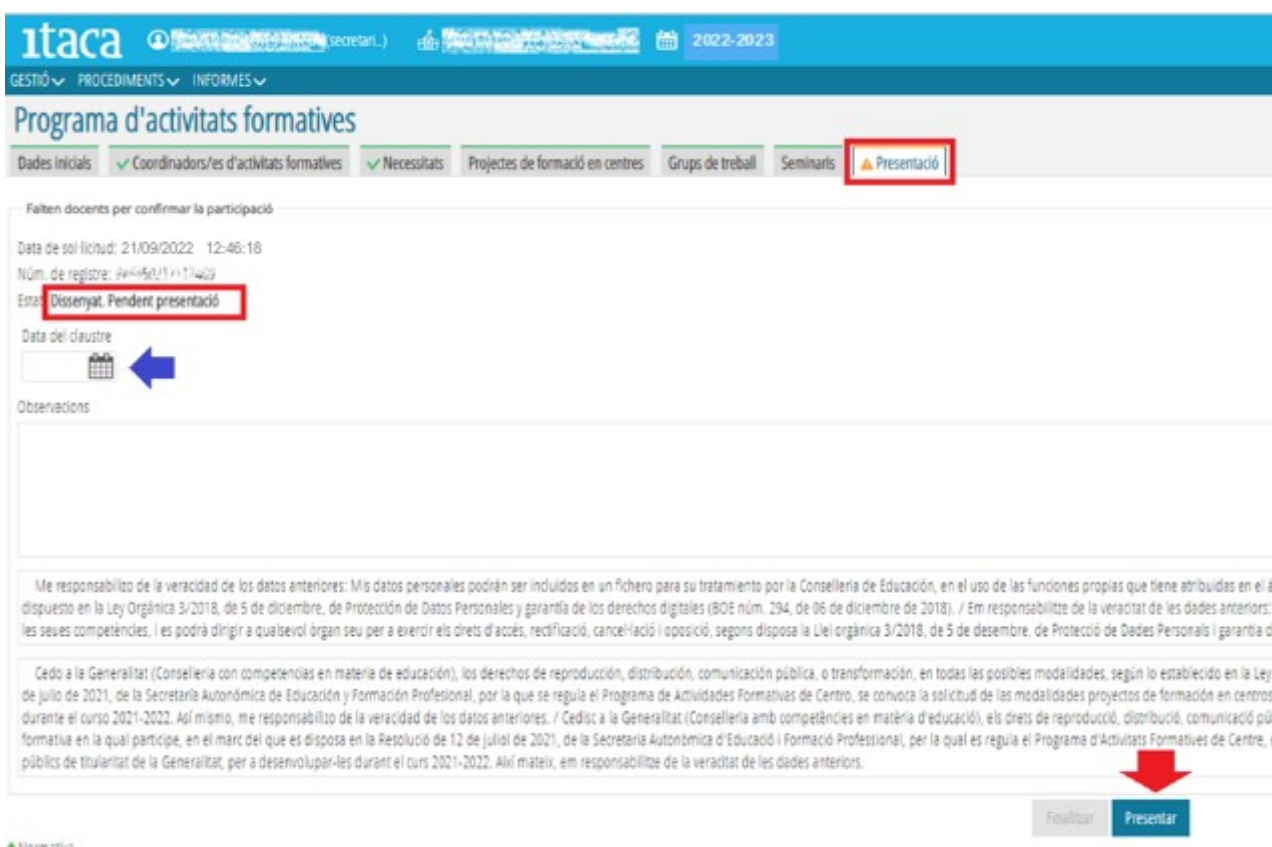 itaca (secretari..) 2022-2023
GESTIÓ PROCEDIMENTS INFORMES
Programa d'activitats formatives
Dades inicials Coordinadors/es d'activitats formatives Necessitats Projectes de formació en centres Grups de treball Seminaris Presentació
Falten docents per confirmar la participació
Data de sol·licitud: 21/09/2022 12:46:18
Núm. de registre:
Estat Dissenyat. Pendent presentació
Data del claustre
Observacions
Me responsabilizo de la veracidad de los datos anteriores: Mis datos personales podrán ser incluidos en un fichero para su tratamiento por la Conselleria de Educación, en el uso de las funciones propias que tiene atribuidas en el á
dispuesto en la Ley Orgánica 3/2018, de 5 de diciembre, de Protección de Datos Personales y garantía de los derechos digitales (BOE núm. 294, de 06 de diciembre de 2018). / Em responsabilitze de la veracitat de les dades anteriors:
les seues competències, i es podrà dirigir a qualsevol òrgan seu per a exercir els drets d'accés, rectificació, cancel·lació i oposició, segons disposa la Llei orgànica 3/2018, de 5 de desembre, de Protecció de Dades Personals i garantia d
Cedo a la Generalitat (Conselleria con competencias en materia de educación), los derechos de reproducción, distribución, comunicación pública, o transformación, en todas las posibles modalidades, según lo establecido en la Ley
de julio de 2021, de la Secretaría Autonómica de Educación y Formación Profesional, por la que se regula el Programa de Actividades Formativas de Centro, se convoca la solicitud de las modalidades proyectos de formación en centros
durante el curso 2021-2022. Así mismo, me responsabilizo de la veracidad de los datos anteriores. / Cedisc a la Generalitat (Conselleria amb competències en matèria d'educació), els drets de reproducció, distribució, comunicació pú
formativa en la qual participe, en el marc del que es disposa en la Resolució de 12 de juliol de 2021, de la Secretaria Autonòmica d'Educació i Formació Professional, per la qual es regula el Programa d'Activitats Formatives de Centre,
públics de titularitat de la Generalitat, per a desenvolupar-les durant el curs 2021-2022. Així mateix, em responsabilitze de la veracitat de les dades anteriors.
Finalitzar Presentar